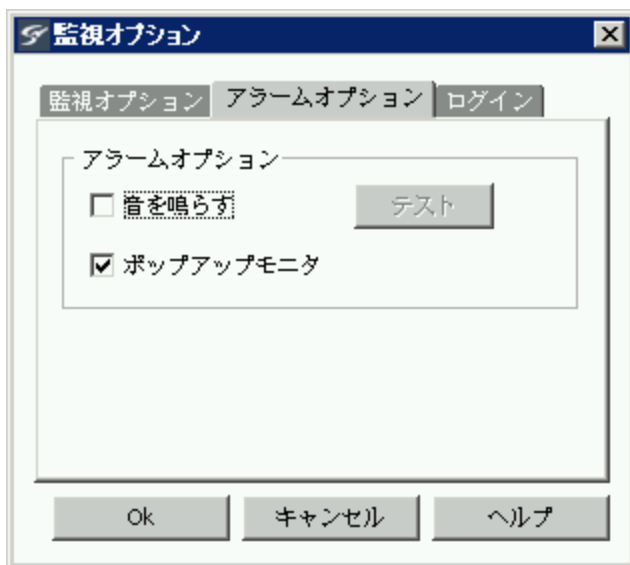 監視オプション
監視オプション アラームオプション ログイン
アラームオプション
音を鳴らす テスト
ポップアップモニタ
Ok キャンセル ヘルプ